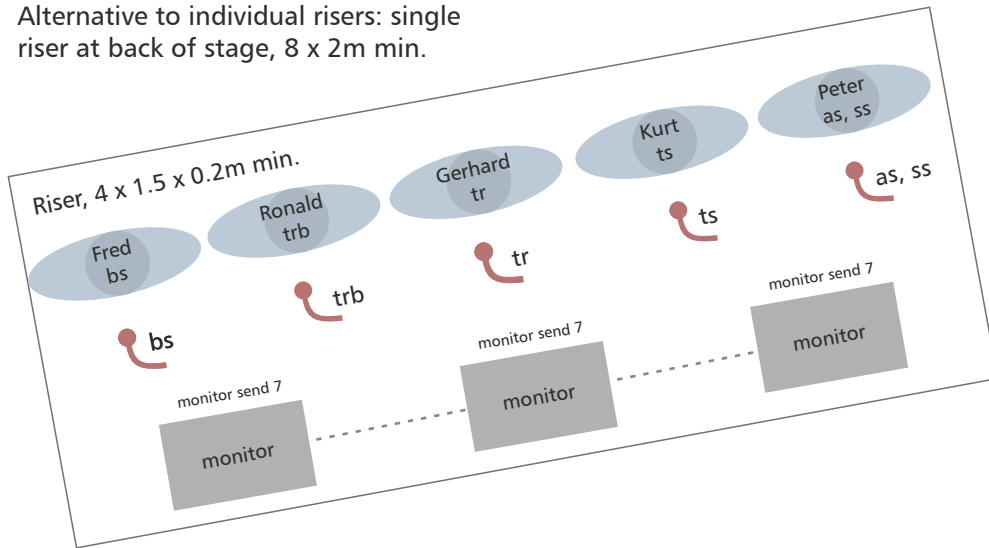 Alternative to individual risers: single
riser at back of stage, 8 x 2m min.
Riser, 4 x 1.5 x 0.2m min.
Fred
bs
Ronald
trb
Gerhard
tr
Kurt
ts
Peter
as, ss
bs
trb
tr
ts
as, ss
monitor send 7
monitor
monitor send 7
monitor
monitor send 7
monitor